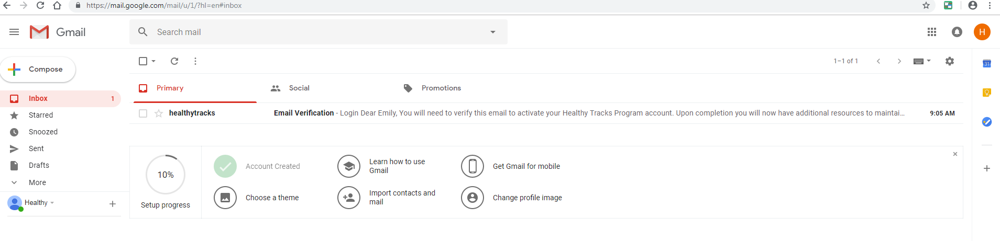 https://mail.google.com/mail/u/1/?hl=en#inbox
Gmail
Search mail
H
Compose
1–1 of 1
31
Primary
Social
Promotions
Inbox 1
healthytracks Email Verification - Login Dear Emily, You will need to verify this email to activate your Healthy Tracks Program account. Upon completion you will now have additional resources to maintai... 9:05 AM
Starred
Snoozed
Sent
Drafts
More
Healthy
10%
Setup progress
Account Created
Learn how to use
Gmail
Get Gmail for mobile
Choose a theme
Import contacts and
mail
Change profile image